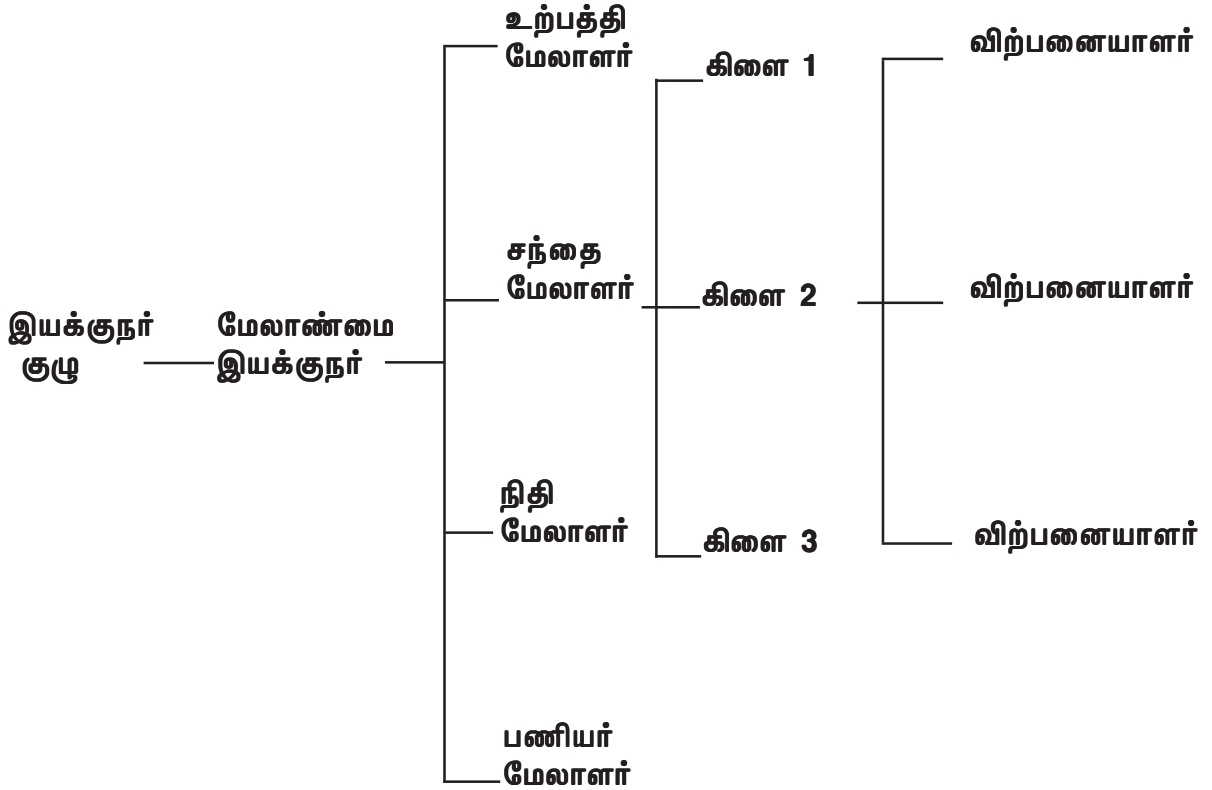 இயக்குநர்
குழு
மேலாண்மை
இயக்குநர்
உற்பத்தி
மேலாளர்
சந்தை
மேலாளர்
நிதி
மேலாளர்
பணியர்
மேலாளர்
கிளை 1
கிளை 2
கிளை 3
விற்பனையாளர்
விற்பனையாளர்
விற்பனையாளர்